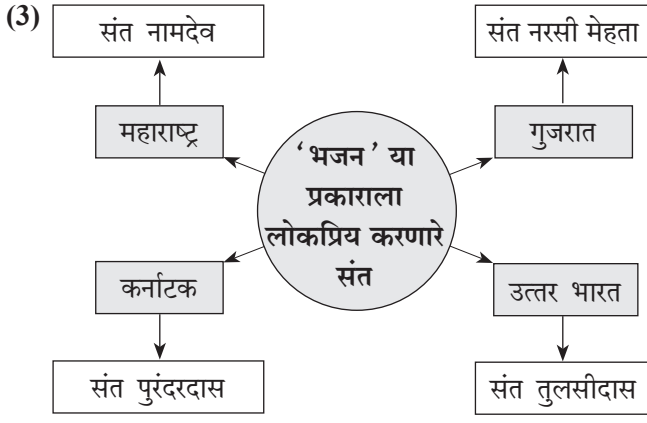 (3)
संत नामदेव
संत नरसी मेहता
महाराष्ट्र
गुजरात
‘भजन’ या
प्रकाराला
लोकप्रिय करणारे
संत
कर्नाटक
उत्तर भारत
संत पुरंदरदास
संत तुलसीदास